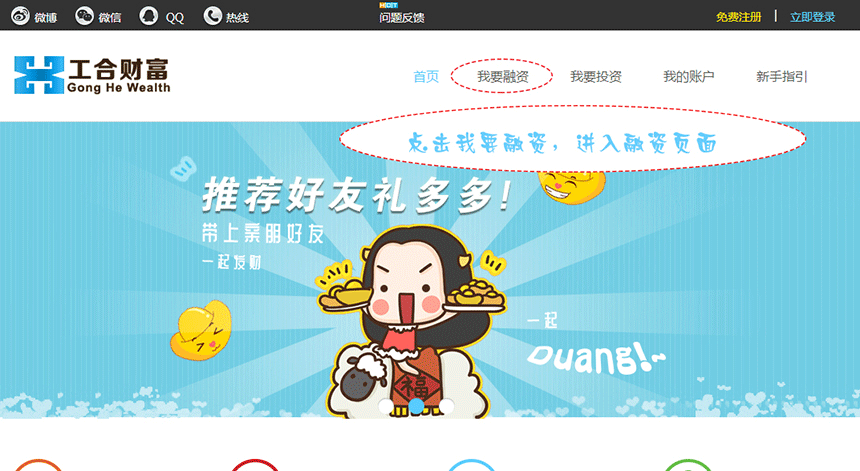 微博 微信 QQ 热线 问题反馈 免费注册 | 立即登录
工合财富
Gong He Wealth
首页 我要融资 我要投资 我的账户 新手指引
点击我要融资，进入融资页面
推荐好友礼多多!
带上亲朋好友
一起发财
一起
Duang!~
福